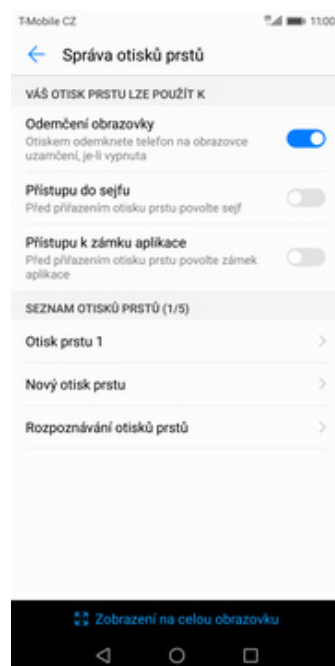 T-Mobile CZ
11:00
Správa otisků prstů
VÁŠ OTISK PRSTU LZE POUŽÍT K
Odemčení obrazovky
Otiskem odemknete telefon na obrazovce
uzamčení, je-li vypnuta
Přístupu do sejfu
Před přiřazením otisku prstu povolte sejf
Přístupu k zámku aplikace
Před přiřazením otisku prstu povolte zámek
aplikace
SEZNAM OTISKŮ PRSTŮ (1/5)
Otisk prstu 1
Nový otisk prstu
Rozpoznávání otisků prstů
Zobrazení na celou obrazovku